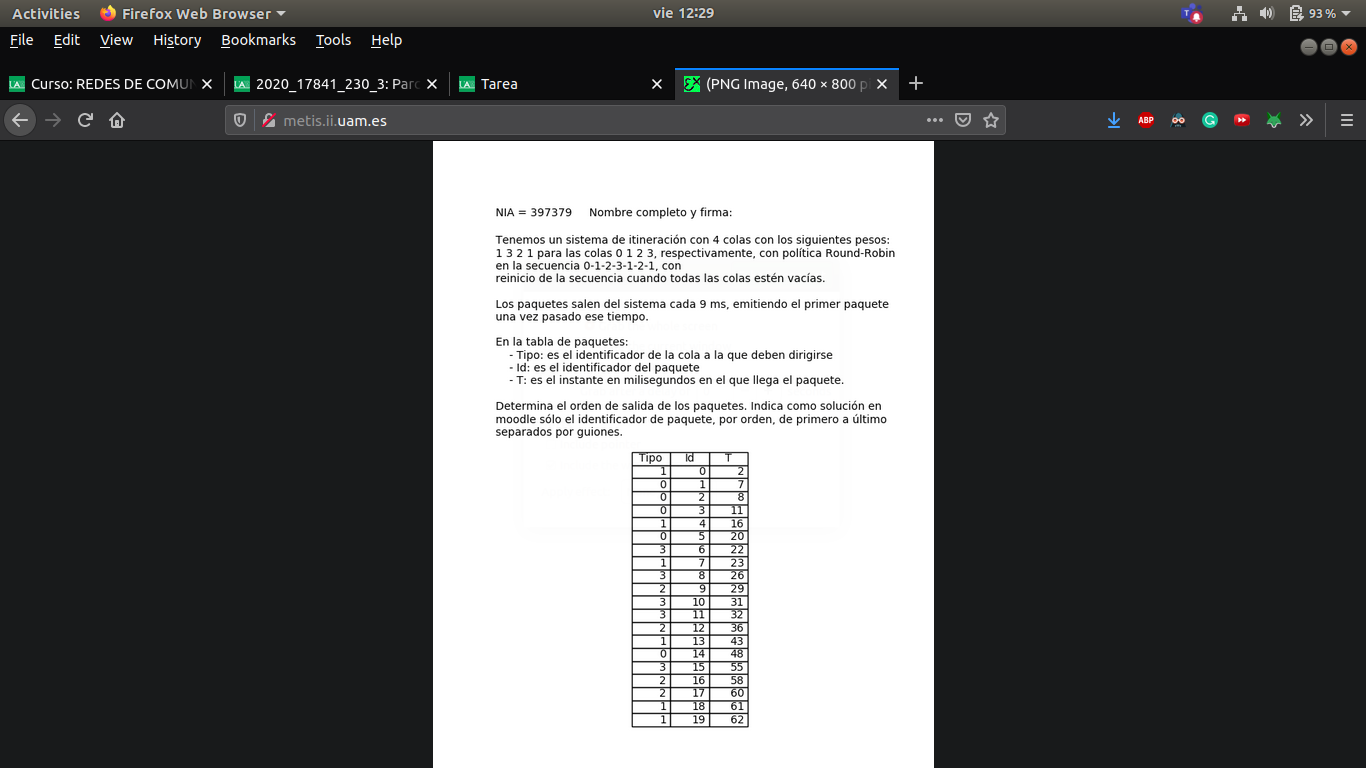 Activities Firefox Web Browser vie 12:29 93 %
File Edit View History Bookmarks Tools Help
Curso: REDES DE COMUN 2020_17841_230_3: Parc Tarea (PNG Image, 640 × 800 p
metis.ii.uam.es ABP
NIA = 397379 Nombre completo y firma:
Tenemos un sistema de itineración con 4 colas con los siguientes pesos:
1 3 2 1 para las colas 0 1 2 3, respectivamente, con política Round-Robin
en la secuencia 0-1-2-3-1-2-1, con
reinicio de la secuencia cuando todas las colas estén vacías.
Los paquetes salen del sistema cada 9 ms, emitiendo el primer paquete
una vez pasado ese tiempo.
En la tabla de paquetes:
- Tipo: es el identificador de la cola a la que deben dirigirse
- Id: es el identificador del paquete
- T: es el instante en milisegundos en el que llega el paquete.
Determina el orden de salida de los paquetes. Indica como solución en
moodle sólo el identificador de paquete, por orden, de primero a último
separados por guiones.
Tipo Id T
1 0 2
0 1 7
0 2 8
0 3 11
1 4 16
0 5 20
3 6 22
1 7 23
3 8 26
2 9 29
3 10 31
3 11 32
2 12 36
1 13 43
0 14 48
3 15 55
2 16 58
2 17 60
1 18 61
1 19 62